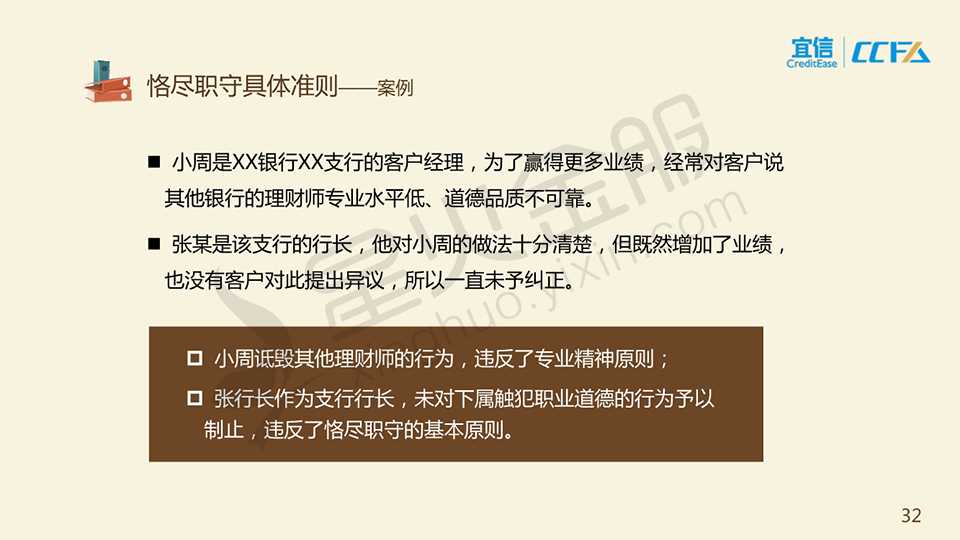 宜信
CreditEase
CCFA
恪尽职守具体准则——案例
■ 小周是XX银行XX支行的客户经理，为了赢得更多业绩，经常对客户说
其他银行的理财师专业水平低、道德品质不可靠。
■ 张某是该支行的行长，他对小周的做法十分清楚，但既然增加了业绩，
也没有客户对此提出异议，所以一直未予纠正。
星火金服
xinghuo.yixin.com
小周诋毁其他理财师的行为，违反了专业精神原则；
张行长作为支行行长，未对下属触犯职业道德的行为予以
制止，违反了恪尽职守的基本原则。
32